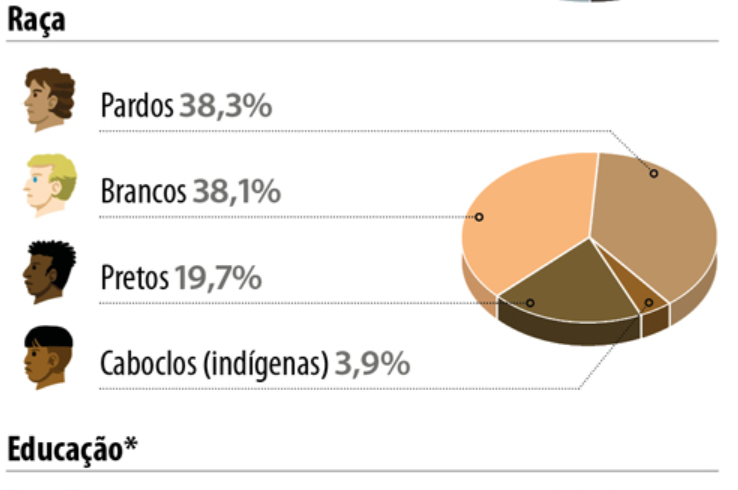 Raça
Pardos 38,3%
Brancos 38,1%
Pretos 19,7%
Caboclos (indígenas) 3,9%
Educação*